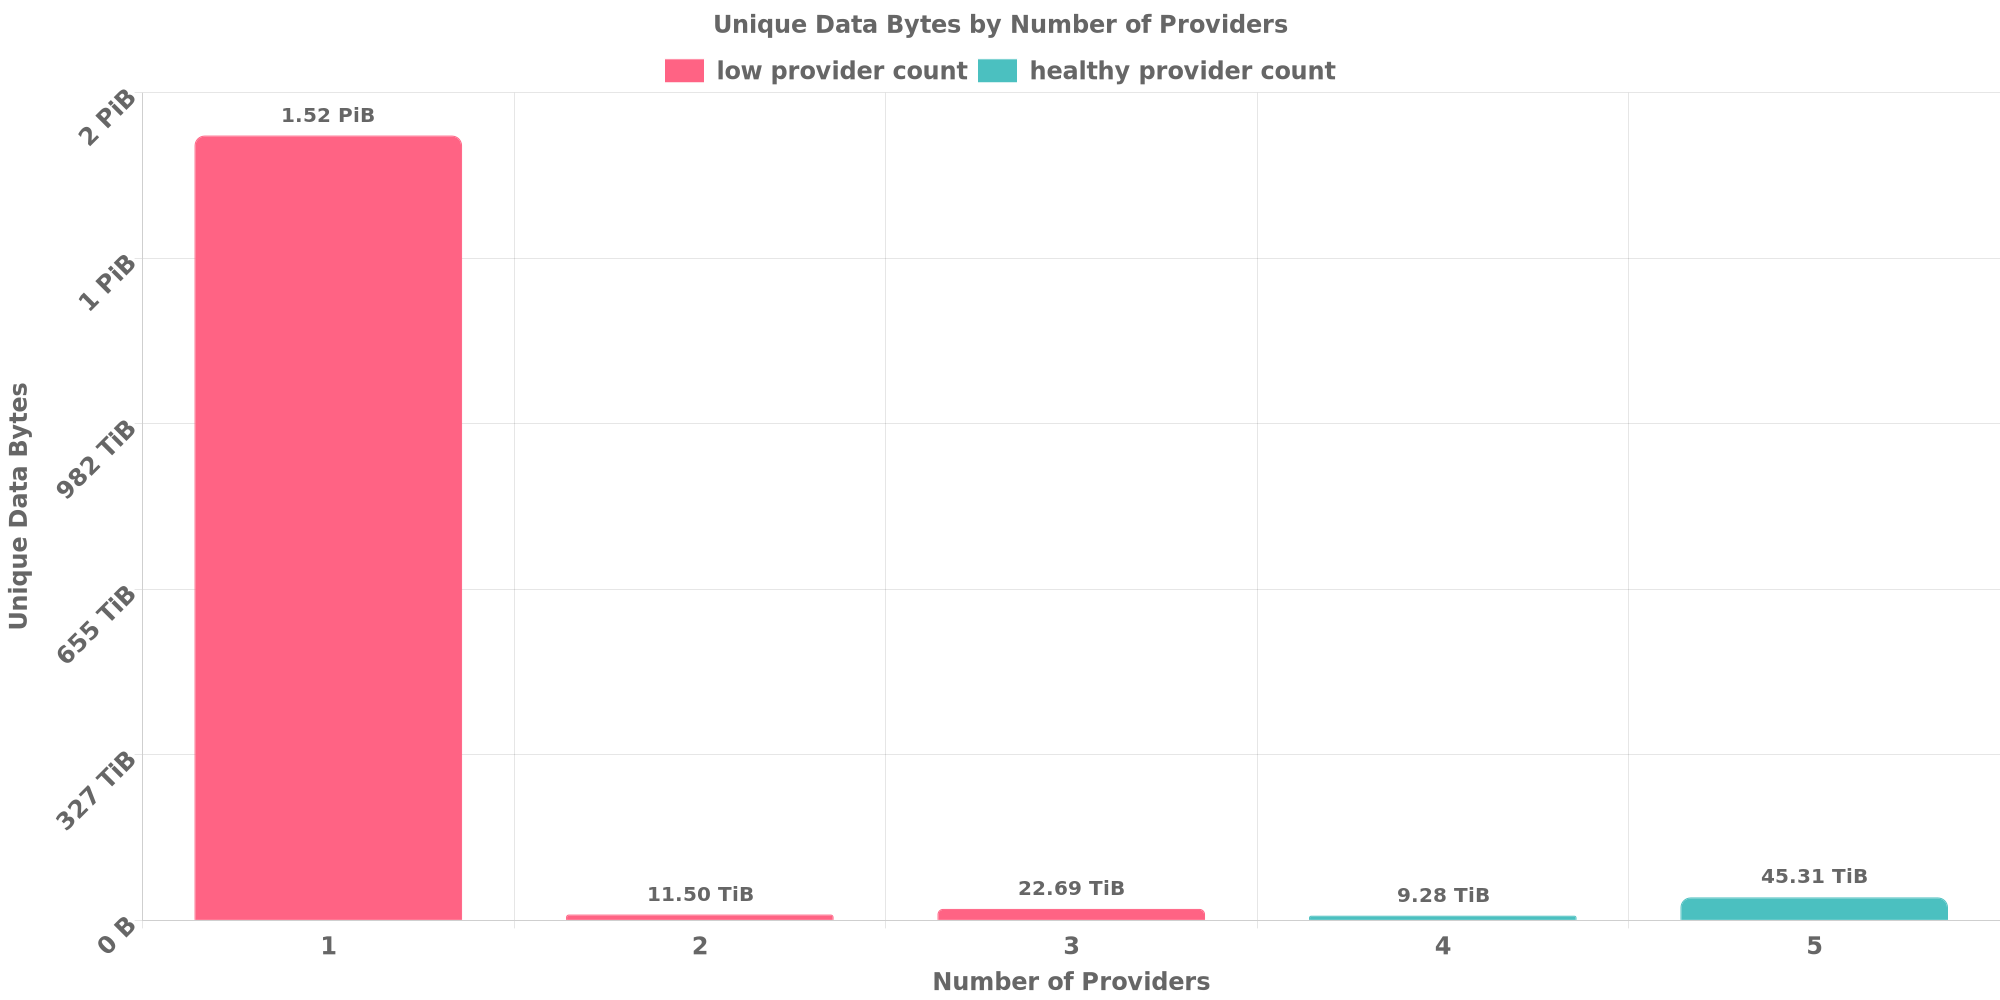 Unique Data Bytes by Number of Providers
low provider count healthy provider count
2 PiB
1 PiB
982 TiB
655 TiB
327 TiB
0 B
Unique Data Bytes
1.52 PiB
11.50 TiB
22.69 TiB
9.28 TiB
45.31 TiB
1 2 3 4 5
Number of Providers